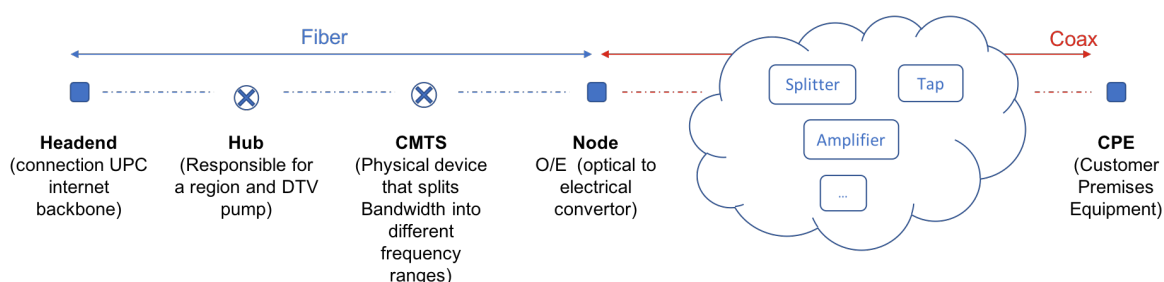 Fiber
Coax
Splitter
Tap
Amplifier
...
Headend
(connection UPC
internet
backbone)
Hub
(Responsible for
a region and DTV
pump)
CMTS
(Physical device
that splits
Bandwidth into
different
frequency
ranges)
Node
O/E (optical to
electrical
convertor)
CPE
(Customer
Premises
Equipment)